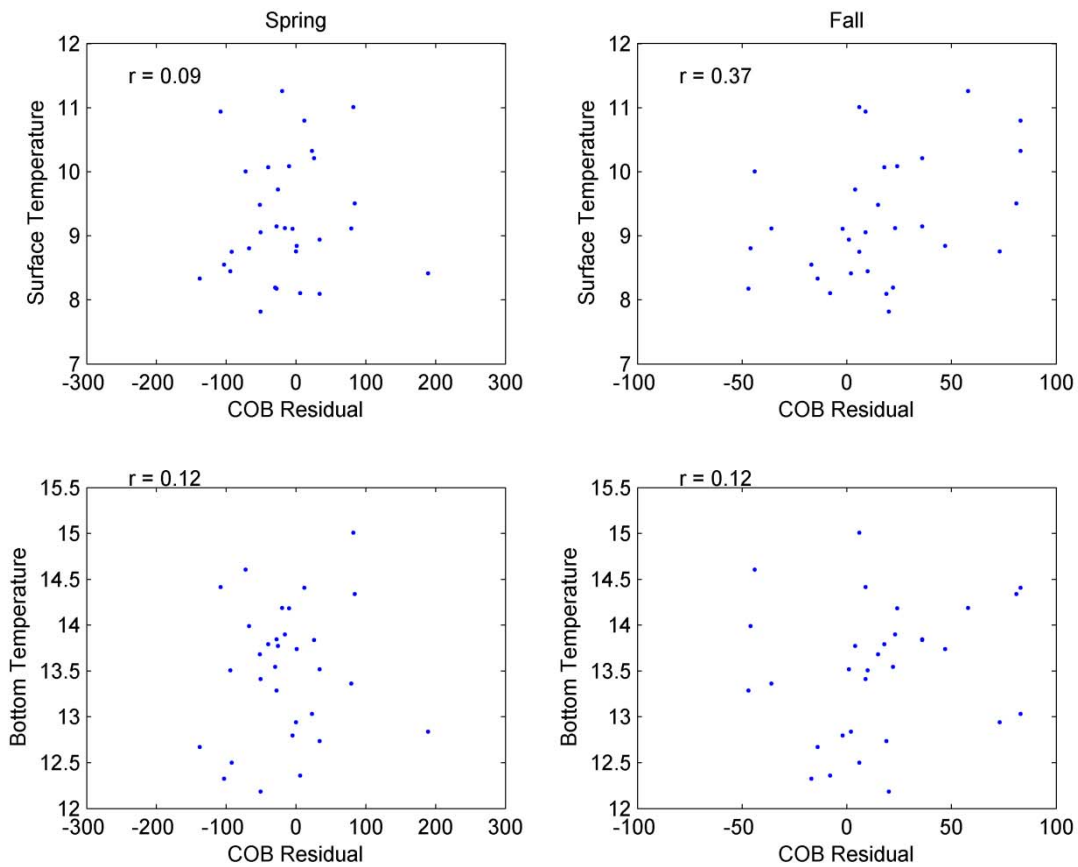 Spring
Fall
r = 0.09
r = 0.37
12
11
10
9
8
7
Surface Temperature
-300 -200 -100 0 100 200 300
COB Residual
12
11
10
9
8
7
Surface Temperature
-100 -50 0 50 100
COB Residual
r = 0.12
15.5
15
14.5
14
13.5
13
12.5
12
Bottom Temperature
-300 -200 -100 0 100 200 300
COB Residual
r = 0.12
15.5
15
14.5
14
13.5
13
12.5
12
Bottom Temperature
-100 -50 0 50 100
COB Residual